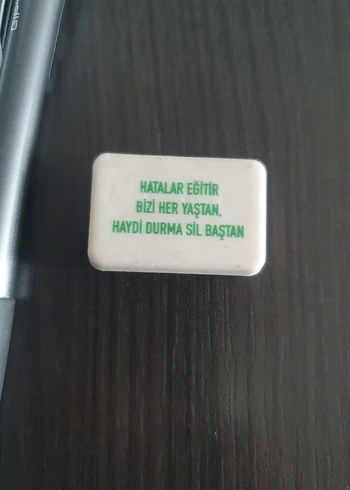 HATALAR EĞİTİR
BİZİ HER YAŞTAN,
HAYDİ DURMA SİL BAŞTAN